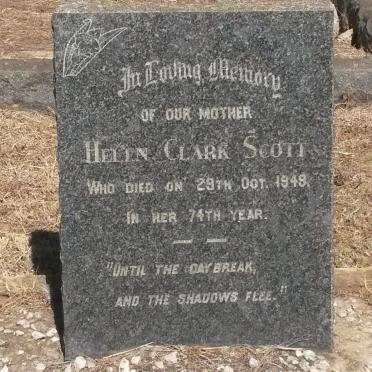 In Loving Memory
OF OUR MOTHER
HELEN CLARK SCOTT
WHO DIED ON 29TH OCT. 1948.
IN HER 74TH YEAR.
"UNTIL THE DAYBREAK,
AND THE SHADOWS FLEE."